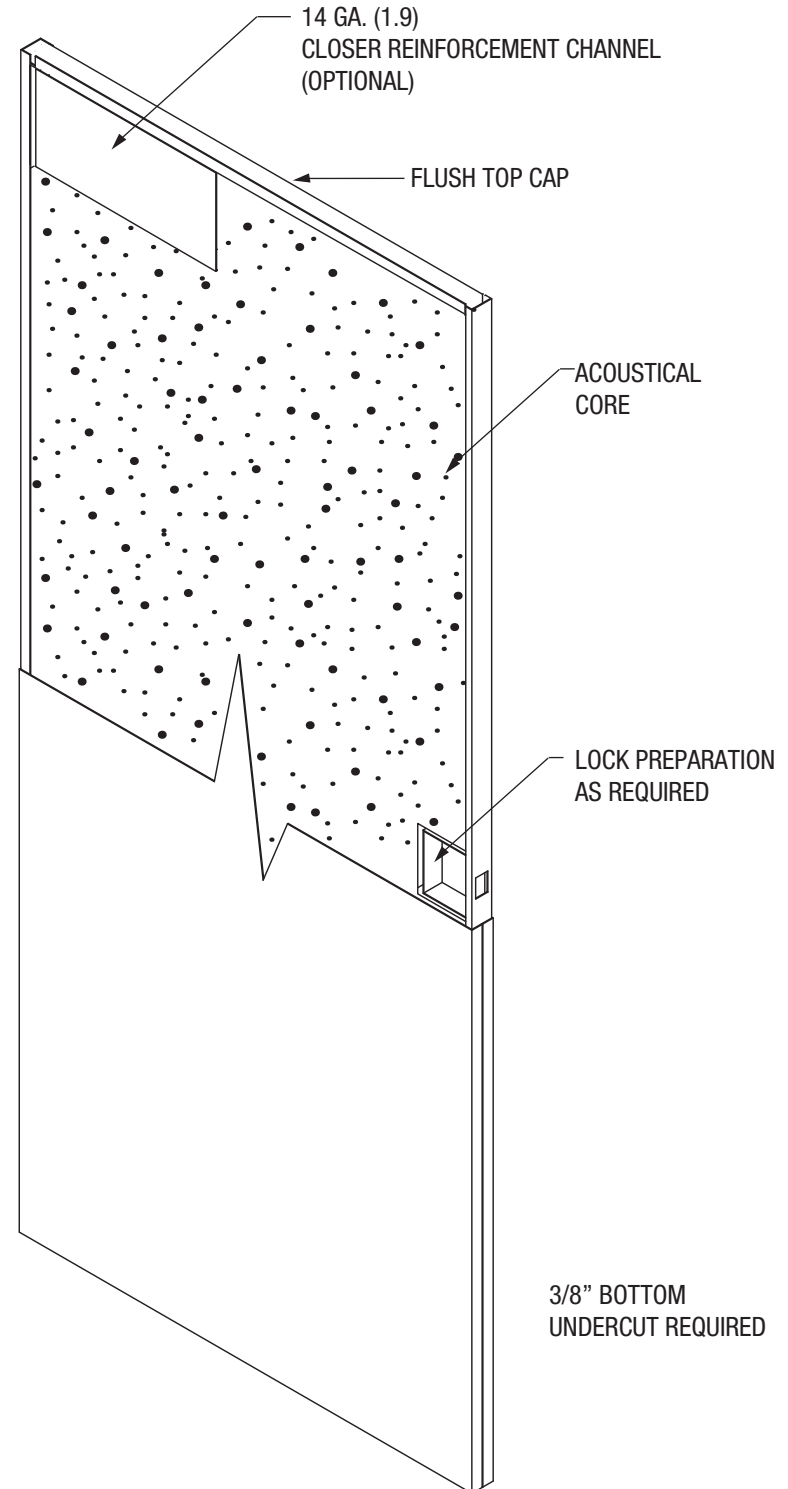 14 GA. (1.9)
CLOSER REINFORCEMENT CHANNEL
(OPTIONAL)
FLUSH TOP CAP
ACOUSTICAL
CORE
LOCK PREPARATION
AS REQUIRED
3/8” BOTTOM
UNDERCUT REQUIRED